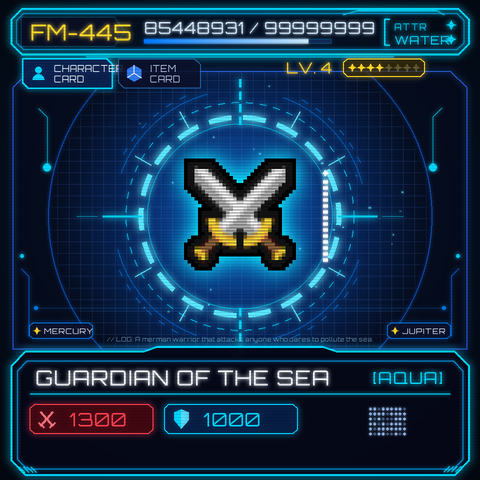 FM-445
85448931 / 99999999
ATTR
WATER
CHARACTER
CARD
ITEM
CARD
LV. 4
MERCURY
JUPITER
// LOG: A merman warrior that attacks anyone who dares to pollute the sea.
GUARDIAN OF THE SEA
[AQUA]
1300
1000